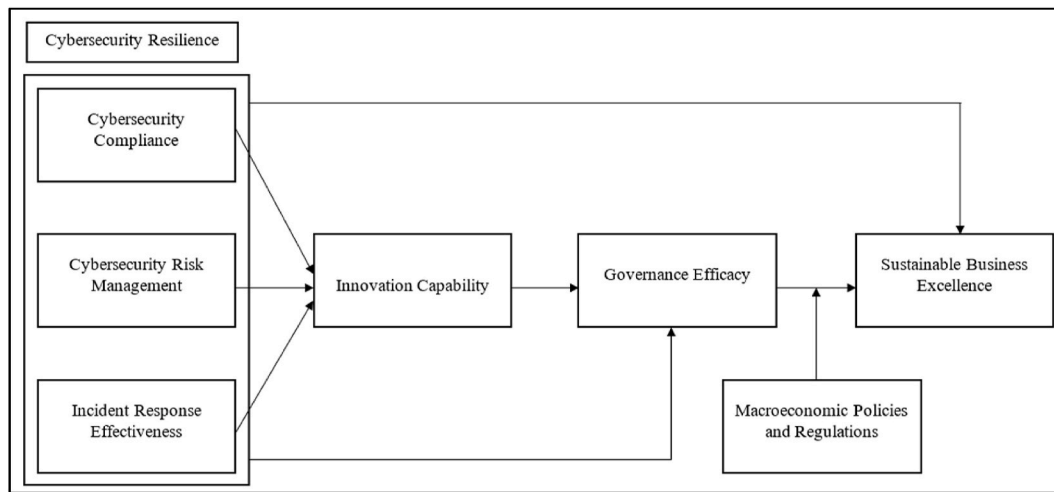 Cybersecurity Resilience
Cybersecurity
Compliance
Cybersecurity Risk
Management
Incident Response
Effectiveness
Innovation Capability
Governance Efficacy
Sustainable Business
Excellence
Macroeconomic Policies
and Regulations